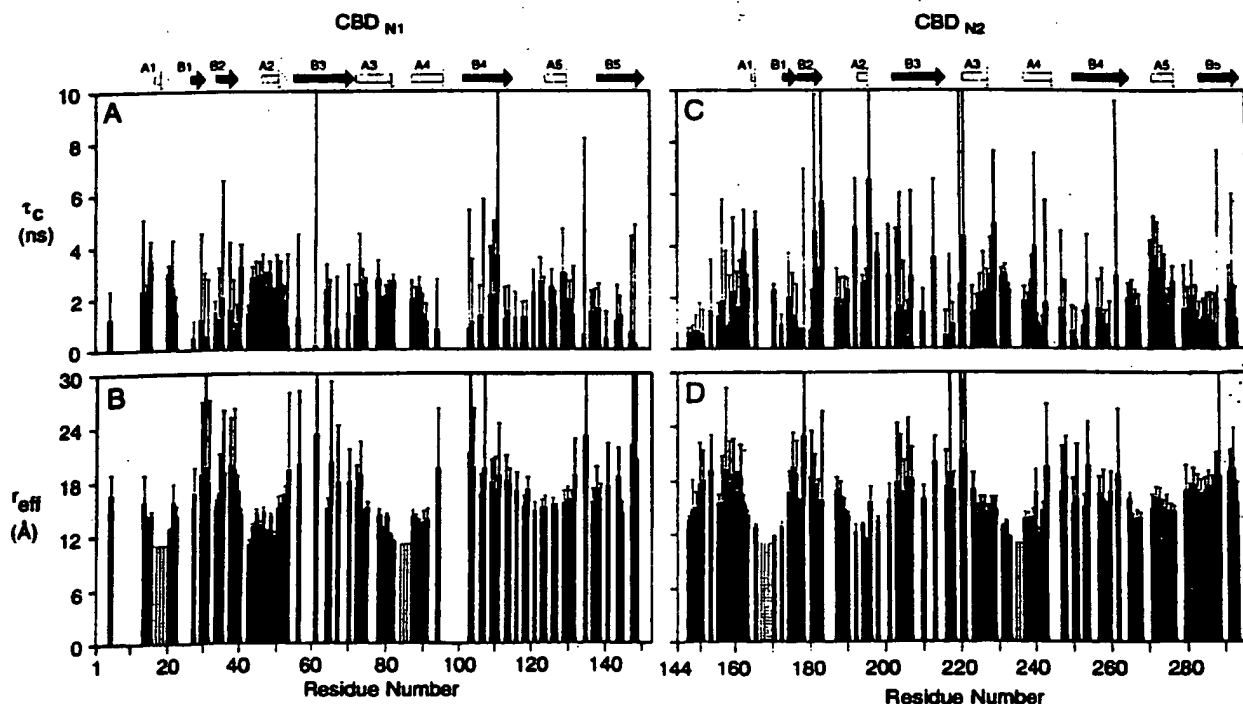 CBD N1
CBD N2
A1 B1 B2 A2 B3 A3 A4 B4 A5 B5
A1 B1 B2 A2 B3 A3 A4 B4 A5 B5
A
C
10
8
6
4
2
0
τc
(ns)
B
D
30
24
18
12
6
0
reff
(Å)
1 20 40 60 80 100 120 140
144 160 180 200 220 240 260 280
Residue Number
Residue Number